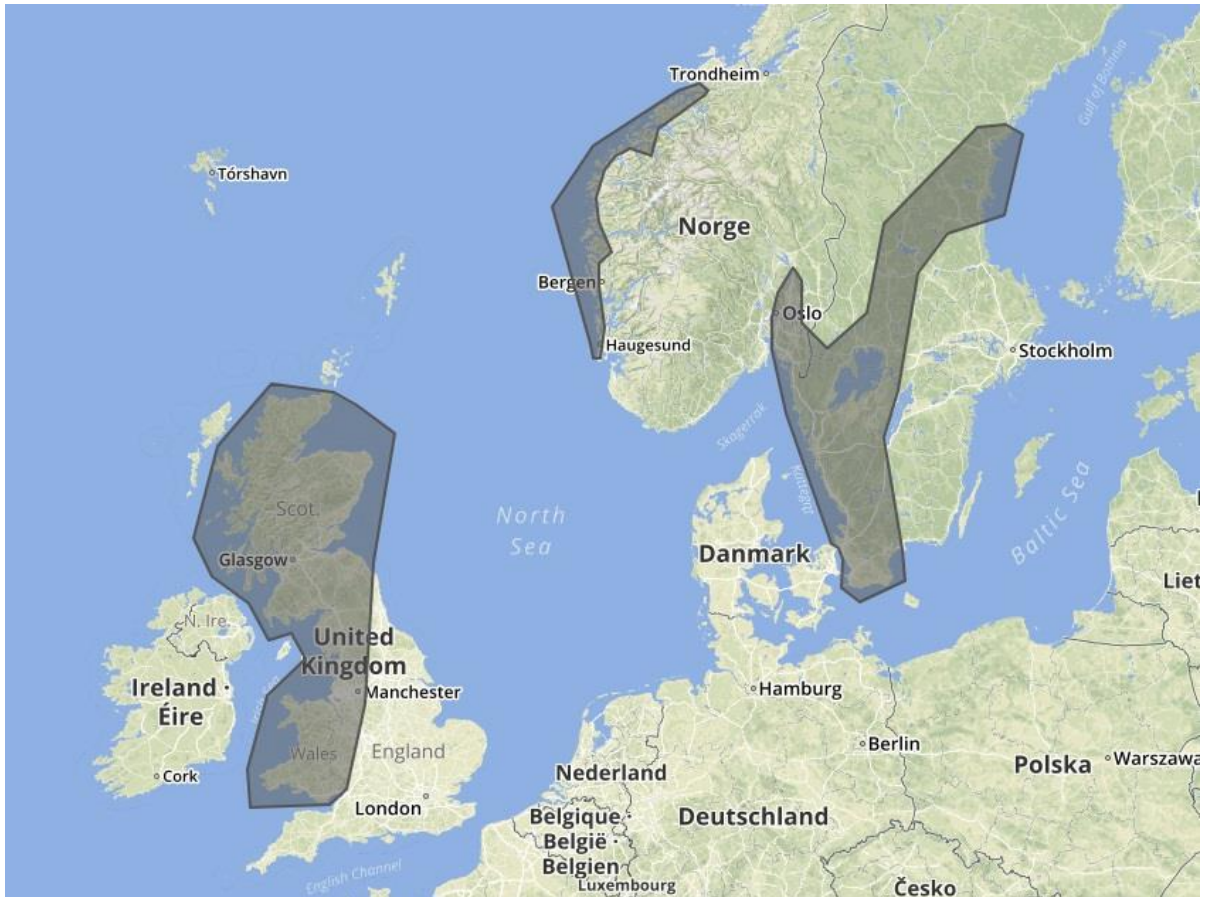 Trondheim
Gulf of Bothnia
Tórshavn
Norge
Bergen
Oslo
Haugesund
Stockholm
Skagerrak
Kattegat
Scot.
North
Sea
Baltic Sea
Glasgow
Danmark
Liet
N. Ire.
United
Kingdom
Ireland ·
Éire
Manchester
Hamburg
Wales
England
Berlin
Cork
Nederland
Polska
Warszawa
London
Belgique
België ·
Belgien
Deutschland
English Channel
Luxembourg
Česko